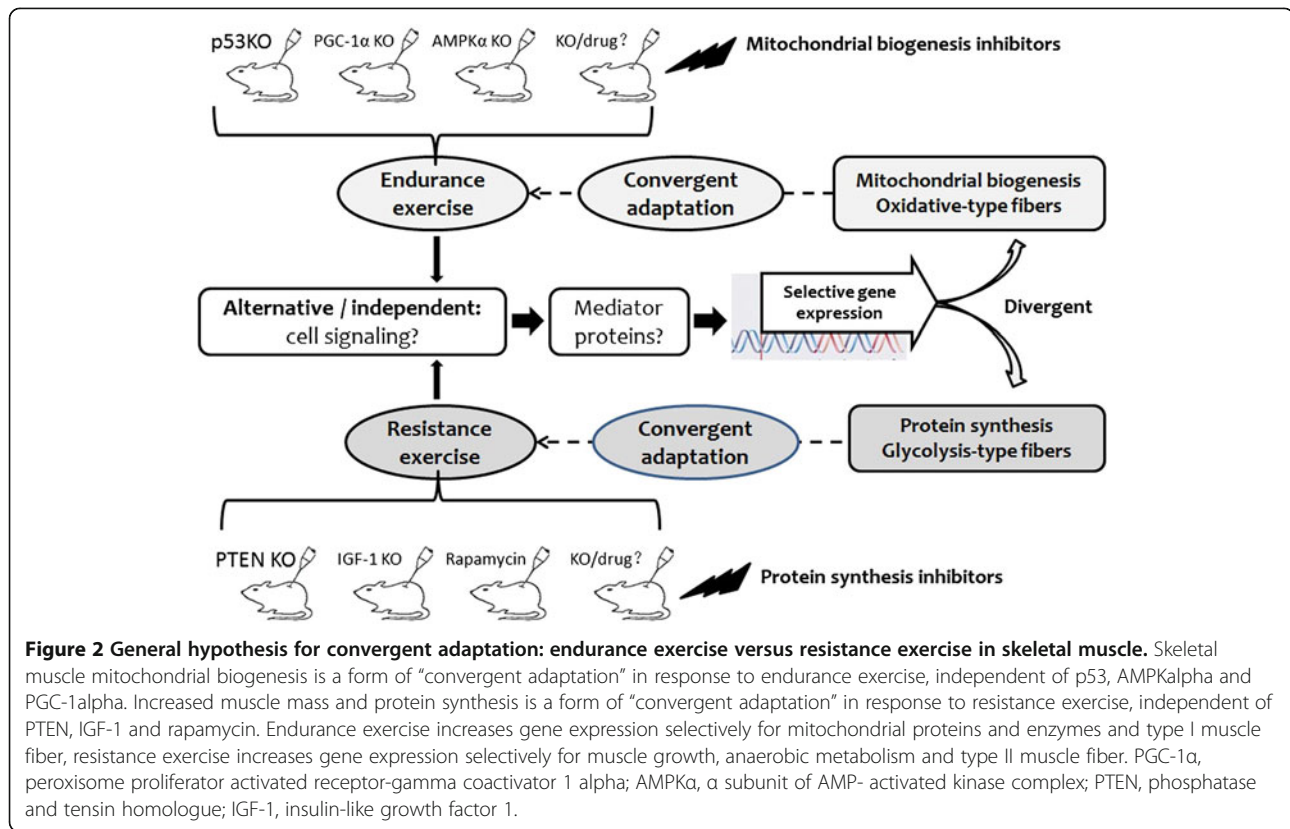 p53KO PGC-1α KO AMPKα KO KO/drug?
Mitochondrial biogenesis inhibitors
Endurance
exercise
Convergent
adaptation
Mitochondrial biogenesis
Oxidative-type fibers
Alternative / independent:
cell signaling?
Mediator
proteins?
Selective gene
expression
Divergent
Resistance
exercise
Convergent
adaptation
Protein synthesis
Glycolysis-type fibers
PTEN KO IGF-1 KO Rapamycin KO/drug?
Protein synthesis inhibitors
Figure 2 General hypothesis for convergent adaptation: endurance exercise versus resistance exercise in skeletal muscle. Skeletal
muscle mitochondrial biogenesis is a form of “convergent adaptation” in response to endurance exercise, independent of p53, AMPKalpha and
PGC-1alpha. Increased muscle mass and protein synthesis is a form of “convergent adaptation” in response to resistance exercise, independent of
PTEN, IGF-1 and rapamycin. Endurance exercise increases gene expression selectively for mitochondrial proteins and enzymes and type I muscle
fiber, resistance exercise increases gene expression selectively for muscle growth, anaerobic metabolism and type II muscle fiber. PGC-1α,
peroxisome proliferator activated receptor-gamma coactivator 1 alpha; AMPKα, α subunit of AMP- activated kinase complex; PTEN, phosphatase
and tensin homologue; IGF-1, insulin-like growth factor 1.